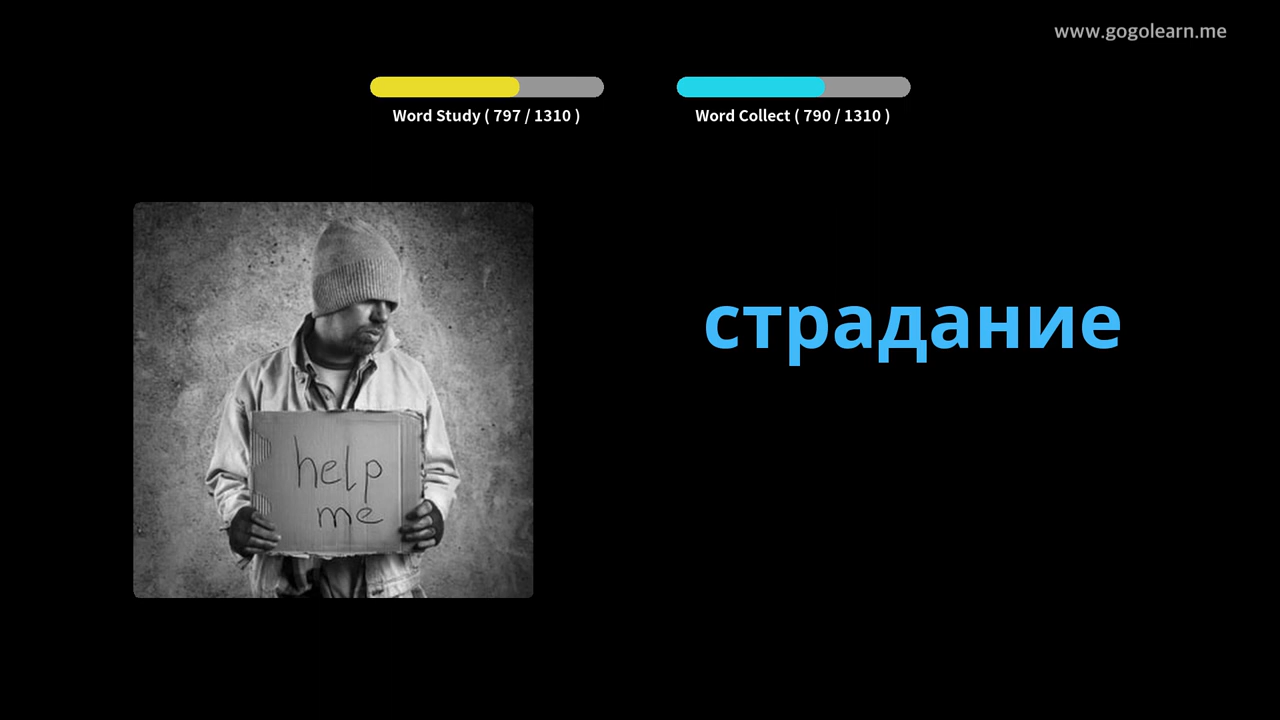 www.gogolearn.me
Word Study ( 797 / 1310 )
Word Collect ( 790 / 1310 )
страдание
help
me